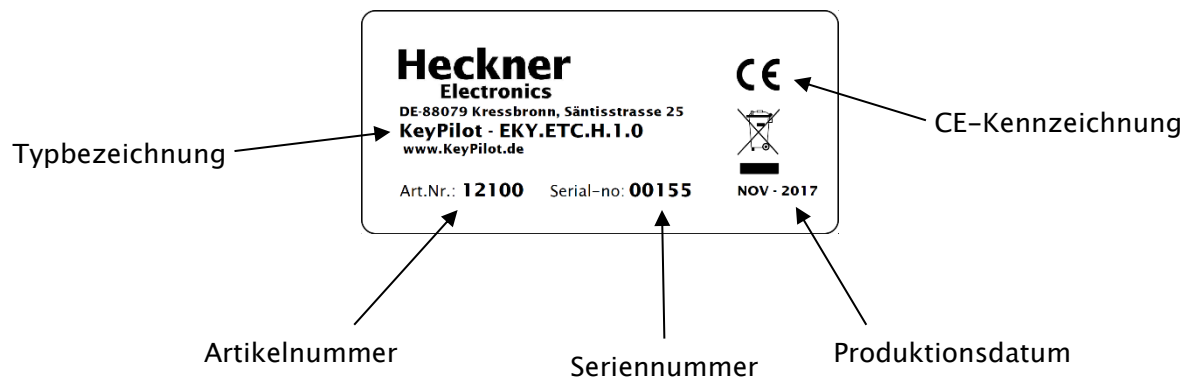 Heckner
Electronics
DE-88079 Kressbronn, Säntisstrasse 25
KeyPilot - EKY.ETC.H.1.0
www.KeyPilot.de
Art.Nr.: 12100 Serial-no: 00155
CE
NOV - 2017
Typbezeichnung
CE-Kennzeichnung
Artikelnummer
Seriennummer
Produktionsdatum